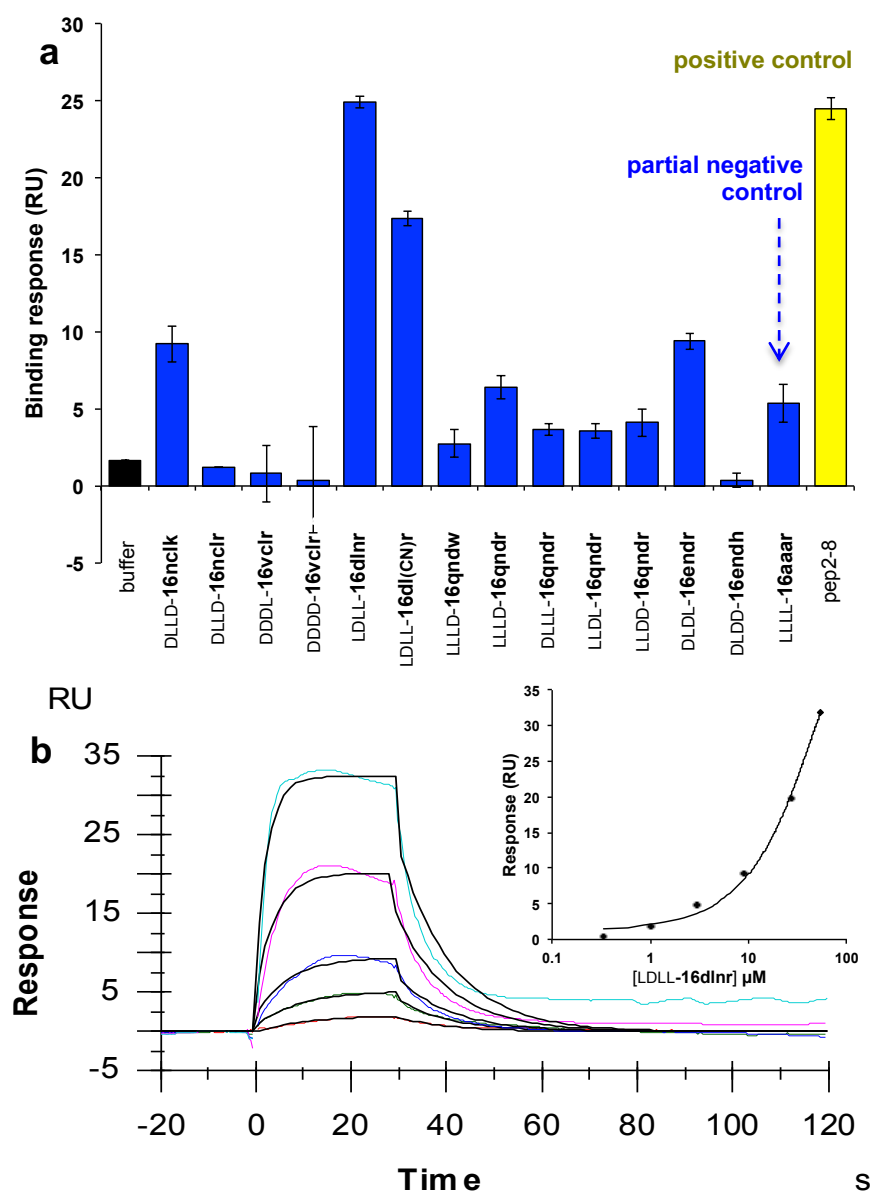 a
30
25
20
15
10
5
0
-5
Binding response (RU)
positive control
partial negative
control
buffer
DLLD-16nclk
DLLD-16nclr
DDDL-16vclr
DDDD-16vclr
LDLL-16dlnr
LDLL-16dl(CN)r
LLLD-16qndw
LLLD-16qndr
DLLL-16qndr
LLDL-16qndr
LLDD-16qndr
DLDL-16endr
DLDD-16endh
LLLL-16aaar
pep2-8
RU
b
35
25
15
5
-5
Response
-20
0
20
40
60
80
100
120
Time
s
35
30
25
20
15
10
5
0
Response (RU)
0.1
1
10
100
[LDLL-16dlnr] µM